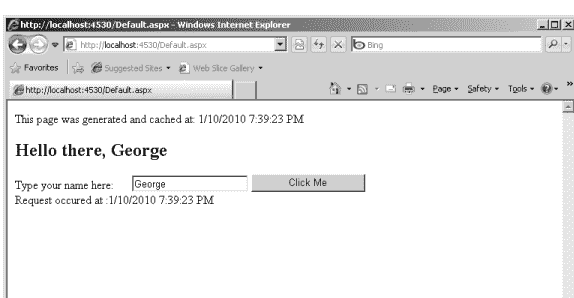 http://localhost:4530/Default.aspx - Windows Internet Explorer
http://localhost:4530/Default.aspx
Bing
Favorites Suggested Sites Web Slice Gallery
http://localhost:4530/Default.aspx
Page Safety Tools
This page was generated and cached at: 1/10/2010 7:39:23 PM
Hello there, George
Type your name here: George Click Me
Request occured at :1/10/2010 7:39:23 PM